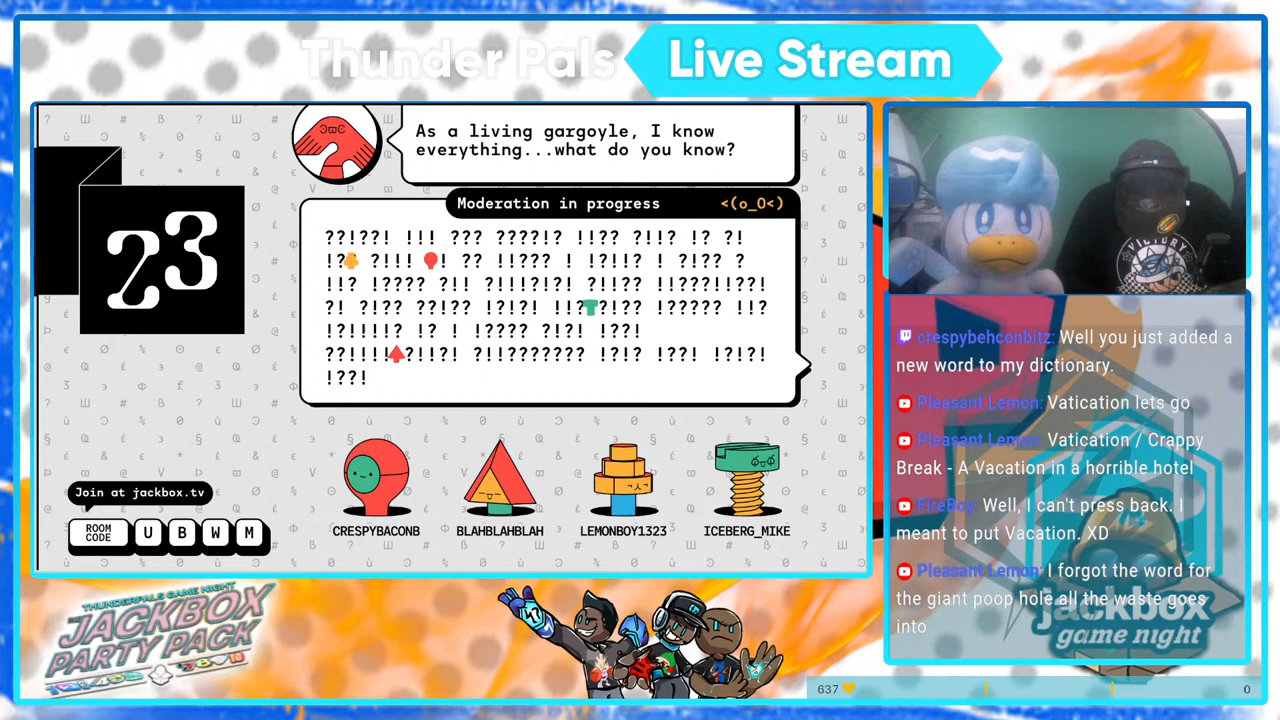 Thunder Pals Live Stream
As a living gargoyle, I know
everything...what do you know?
Moderation in progress <(o_O<)
??!??! !!! ??? ????!? !!?? ?!!? !? ?!
!? ?!!! ! ?? !!??? ! !?!!? ! ?!?? ?
!!? !???? ?!! ?!!!?!?! ?!!?? !!???!!??!
?! ?!?? ??!?? !?!?! !!? ?!?? !????? !!?
!?!!!!? !? ! !???? ?!?! !??!
??!!! ?!!?! ?!!??????? !?!? !??! !?!?!
!??!
23
Join at jackbox.tv
ROOM
CODE
U B W M
CRESPYBACONB
BLAHBLAHBLAH
LEMONBOY1323
ICEBERG_MIKE
VICTORY
crespybehconbitz: Well you just added a
new word to my dictionary.
Pleasant Lemon: Vatication lets go
Pleasant Lemon: Vatication / Crappy
Break - A Vacation in a horrible hotel
FireBoy: Well, I can't press back. I
meant to put Vacation. XD
Pleasant Lemon: I forgot the word for
the giant poop hole all the waste goes
into
jackbox
game night
THUNDERPALS GAME NIGHT
JACKBOX
PARTY PACK
637
0